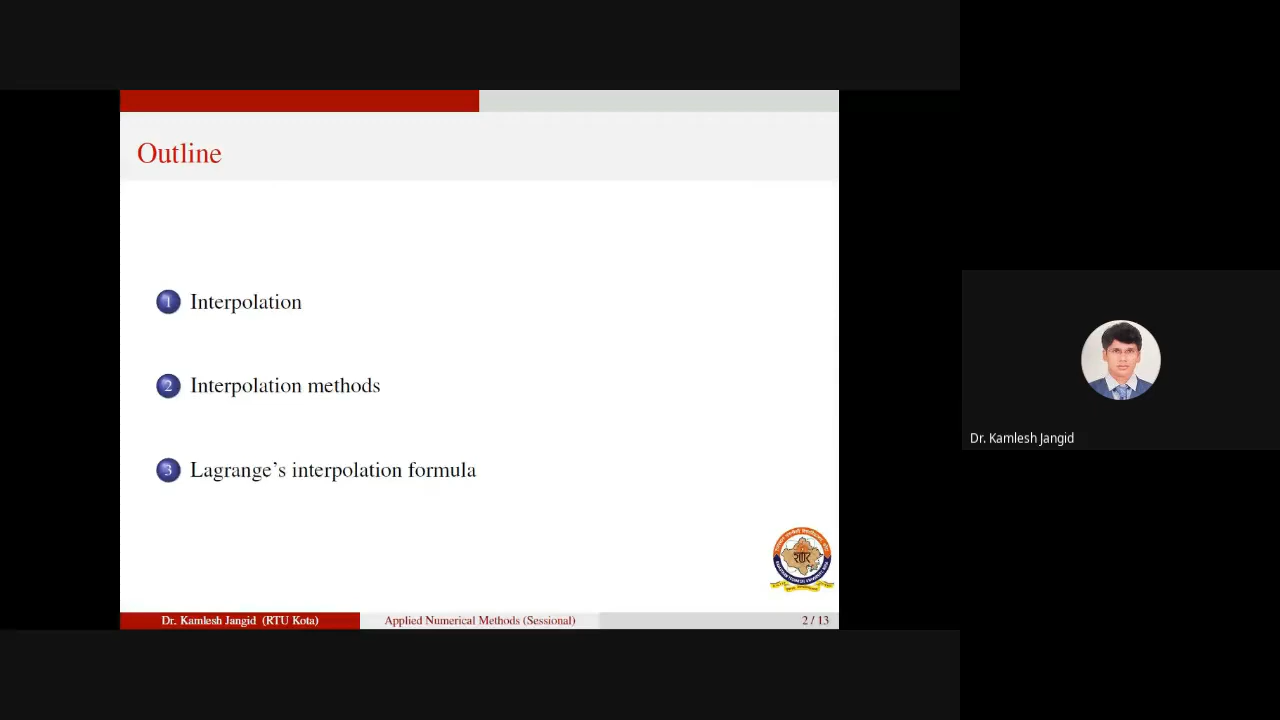 Outline
1 Interpolation
2 Interpolation methods
3 Lagrange's interpolation formula
Dr. Kamlesh Jangid (RTU Kota) Applied Numerical Methods (Sessional) 2 / 13
Dr. Kamlesh Jangid